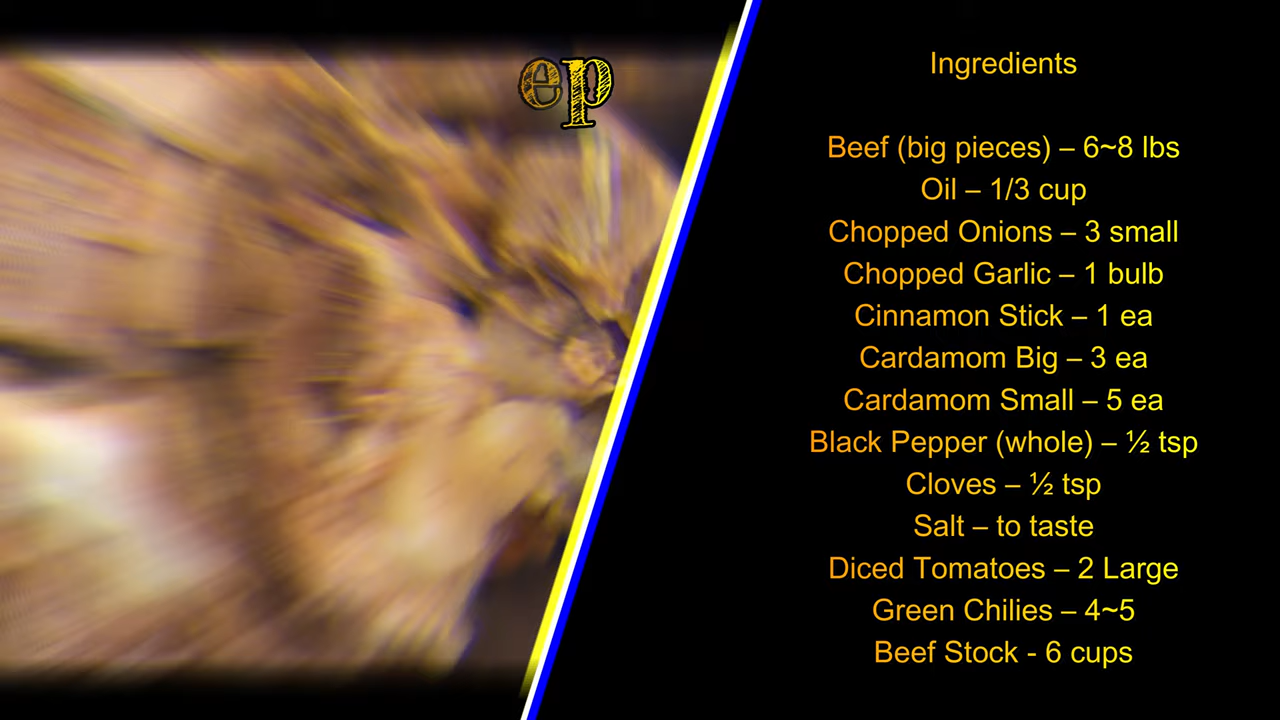 ep
Ingredients
Beef (big pieces) – 6~8 lbs
Oil – 1/3 cup
Chopped Onions – 3 small
Chopped Garlic – 1 bulb
Cinnamon Stick – 1 ea
Cardamom Big – 3 ea
Cardamom Small – 5 ea
Black Pepper (whole) – ½ tsp
Cloves – ½ tsp
Salt – to taste
Diced Tomatoes – 2 Large
Green Chilies – 4~5
Beef Stock - 6 cups